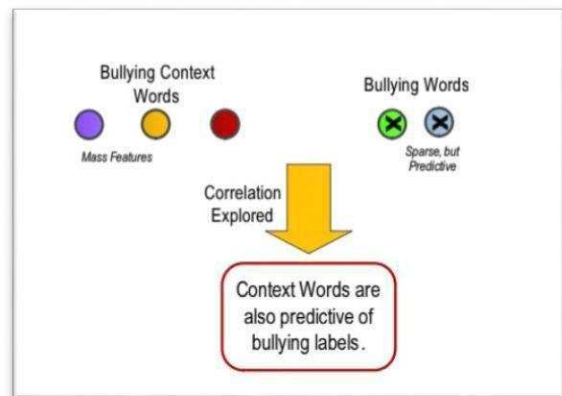 Bullying Context
Words
Mass Features
Bullying Words
Sparse, but
Predictive
Correlation
Explored
Context Words are
also predictive of
bullying labels.